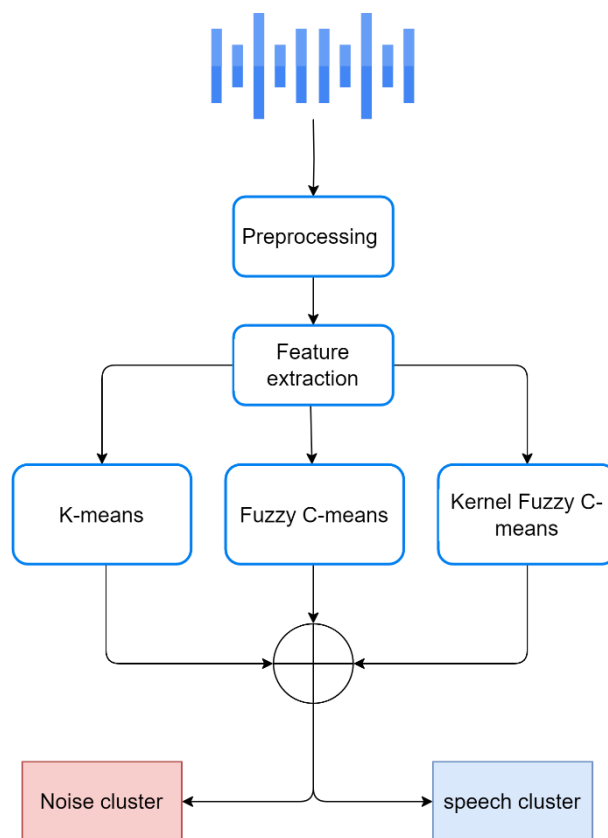 Preprocessing
Feature
extraction
K-means
Fuzzy C-means
Kernel Fuzzy C-
means
Noise cluster
speech cluster